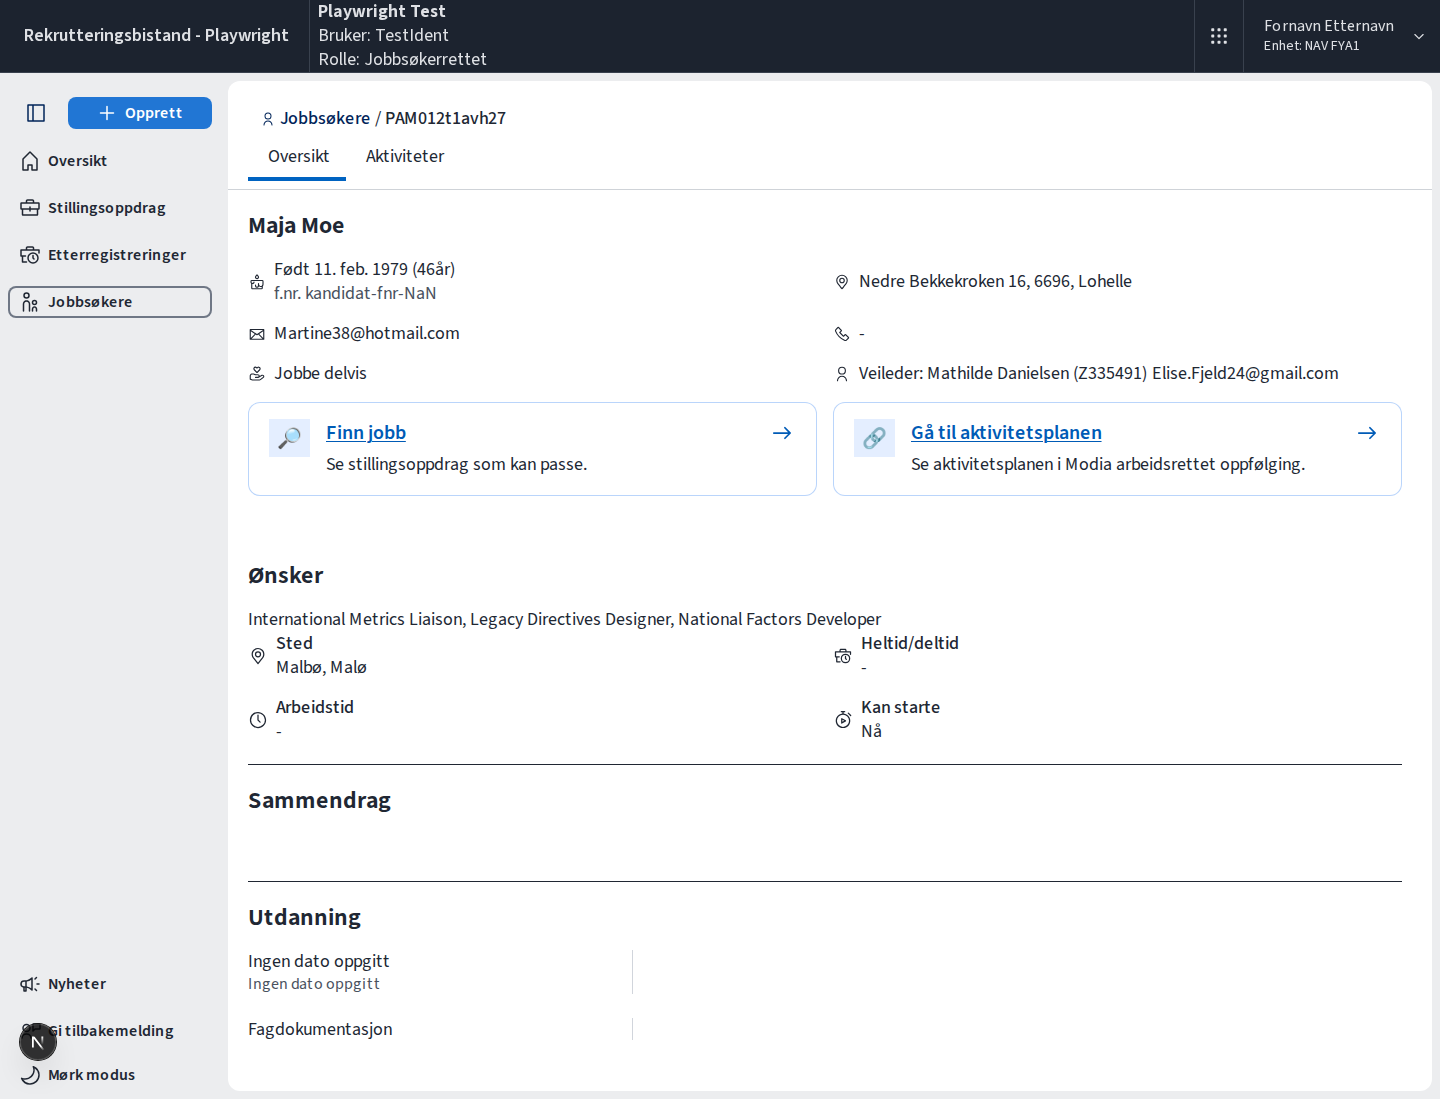 Rekrutteringsbistand - Playwright
Playwright Test
Bruker: TestIdent
Rolle: Jobbsøkerrettet
Fornavn Etternavn
Enhet: NAV FYA1
Opprett
Oversikt
Stillingsoppdrag
Etterregistreringer
Jobbsøkere
Nyheter
Gi tilbakemelding
N
Mørk modus
Jobbsøkere / PAM012t1avh27
Oversikt
Aktiviteter
Maja Moe
Født 11. feb. 1979 (46år)
f.nr. kandidat-fnr-NaN
Nedre Bekkekroken 16, 6696, Lohelle
Martine38@hotmail.com
-
Jobbe delvis
Veileder: Mathilde Danielsen (Z335491) Elise.Fjeld24@gmail.com
Finn jobb
Se stillingsoppdrag som kan passe.
Gå til aktivitetsplanen
Se aktivitetsplanen i Modia arbeidsrettet oppfølging.
Ønsker
International Metrics Liaison, Legacy Directives Designer, National Factors Developer
Sted
Malbø, Malø
Heltid/deltid
-
Arbeidstid
-
Kan starte
Nå
Sammendrag
Utdanning
Ingen dato oppgitt
Ingen dato oppgitt
Fagdokumentasjon